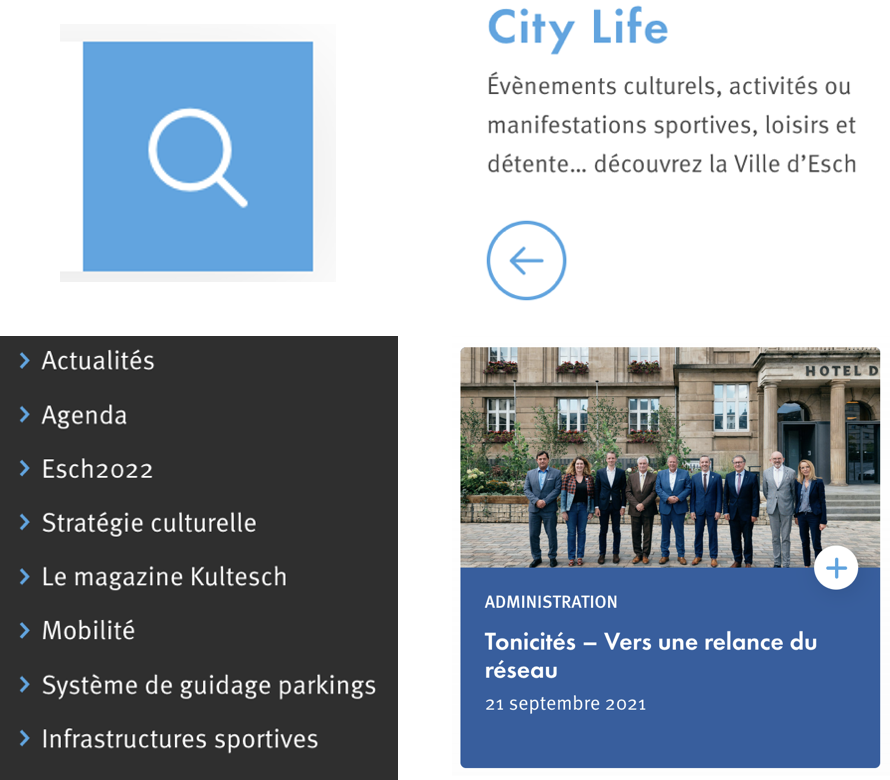 City Life
Évènements culturels, activités ou
manifestations sportives, loisirs et
détente… découvrez la Ville d’Esch
Actualités
Agenda
Esch2022
Stratégie culturelle
Le magazine Kultesch
Mobilité
Système de guidage parkings
Infrastructures sportives
HOTEL D
ADMINISTRATION
Tonicités – Vers une relance du
réseau
21 septembre 2021